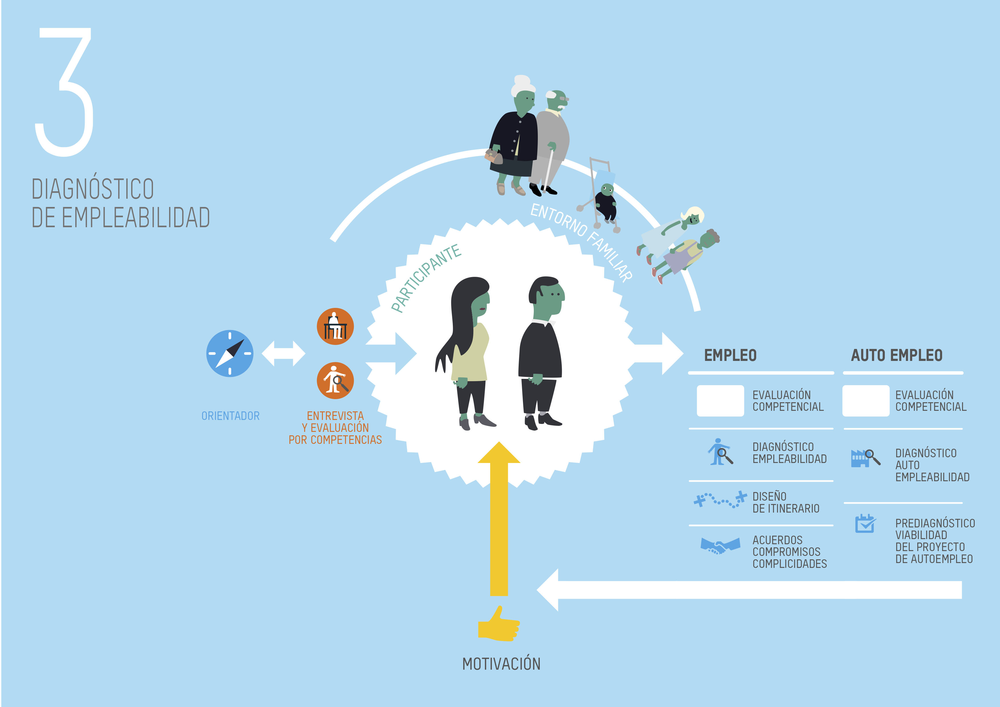 3
DIAGNÓSTICO
DE EMPLEABILIDAD
ENTORNO FAMILIAR
PARTICIPANTE
ORIENTADOR
ENTREVISTA
Y EVALUACIÓN
POR COMPETENCIAS
EMPLEO
EVALUACIÓN
COMPETENCIAL
DIAGNÓSTICO
EMPLEABILIDAD
DISEÑO
DE ITINERARIO
ACUERDOS
COMPROMISOS
COMPLICIDADES
AUTO EMPLEO
EVALUACIÓN
COMPETENCIAL
DIAGNÓSTICO
AUTO
EMPLEABILIDAD
PREDIAGNÓSTICO
VIABILIDAD
DEL PROYECTO
DE AUTOEMPLEO
MOTIVACIÓN